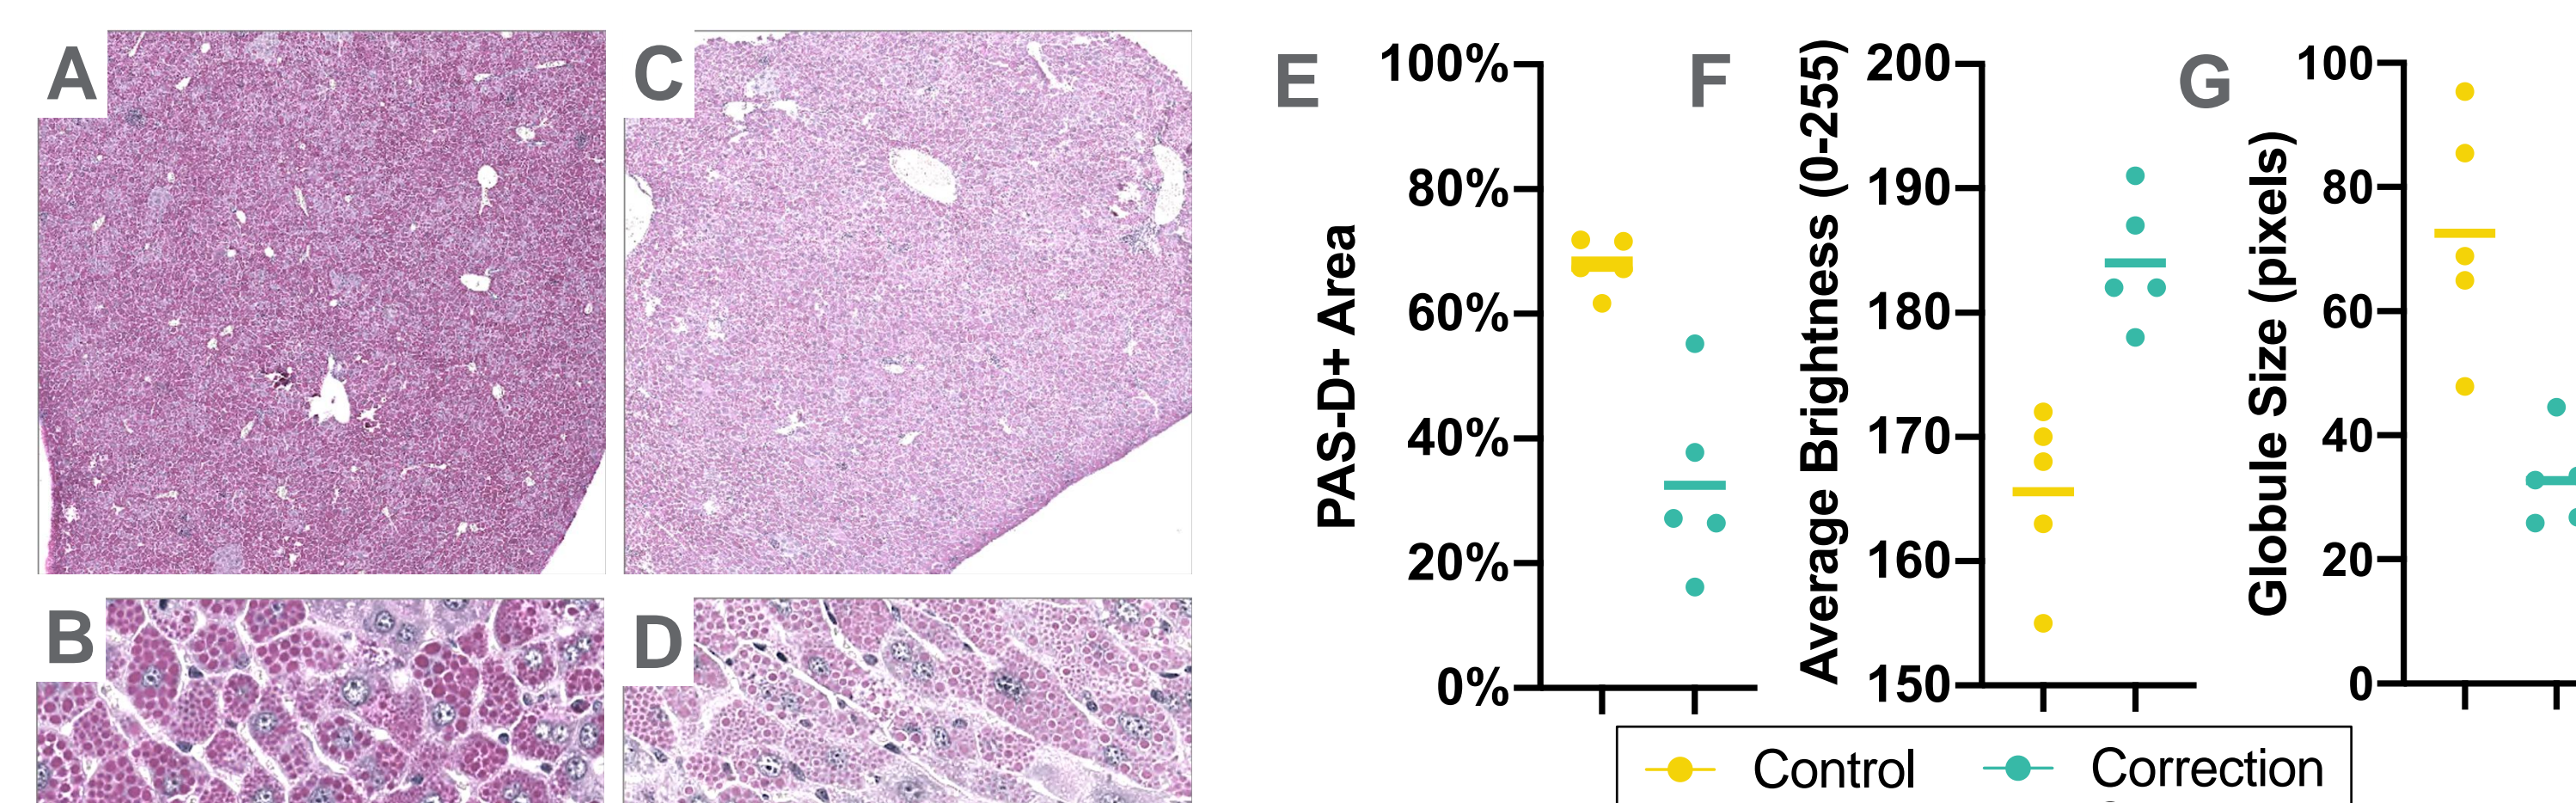 A
C
B
D
E
100%
80%
60%
40%
20%
0%
PAS-D+ Area
F
200
190
180
170
160
150
Average Brightness (0-255)
G
100
80
60
40
20
0
Globule Size (pixels)
Control
Correction